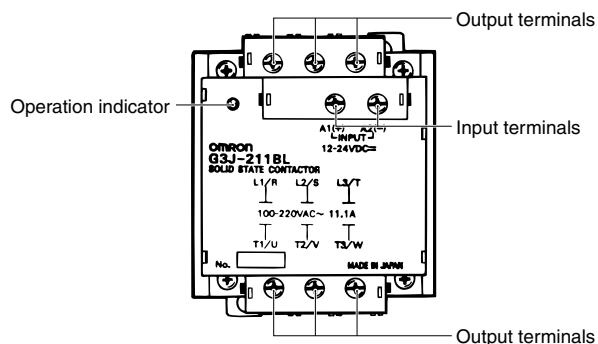 Output terminals
Operation indicator
Input terminals
A1(+) A2(-)
INPUT
12-24VDC⎓
OMRON
G3J-211BL
SOLID STATE CONTACTOR
L1/R L2/S L3/T
100-220VAC~ 11.1A
T1/U T2/V T3/W
No. MADE IN JAPAN
Output terminals